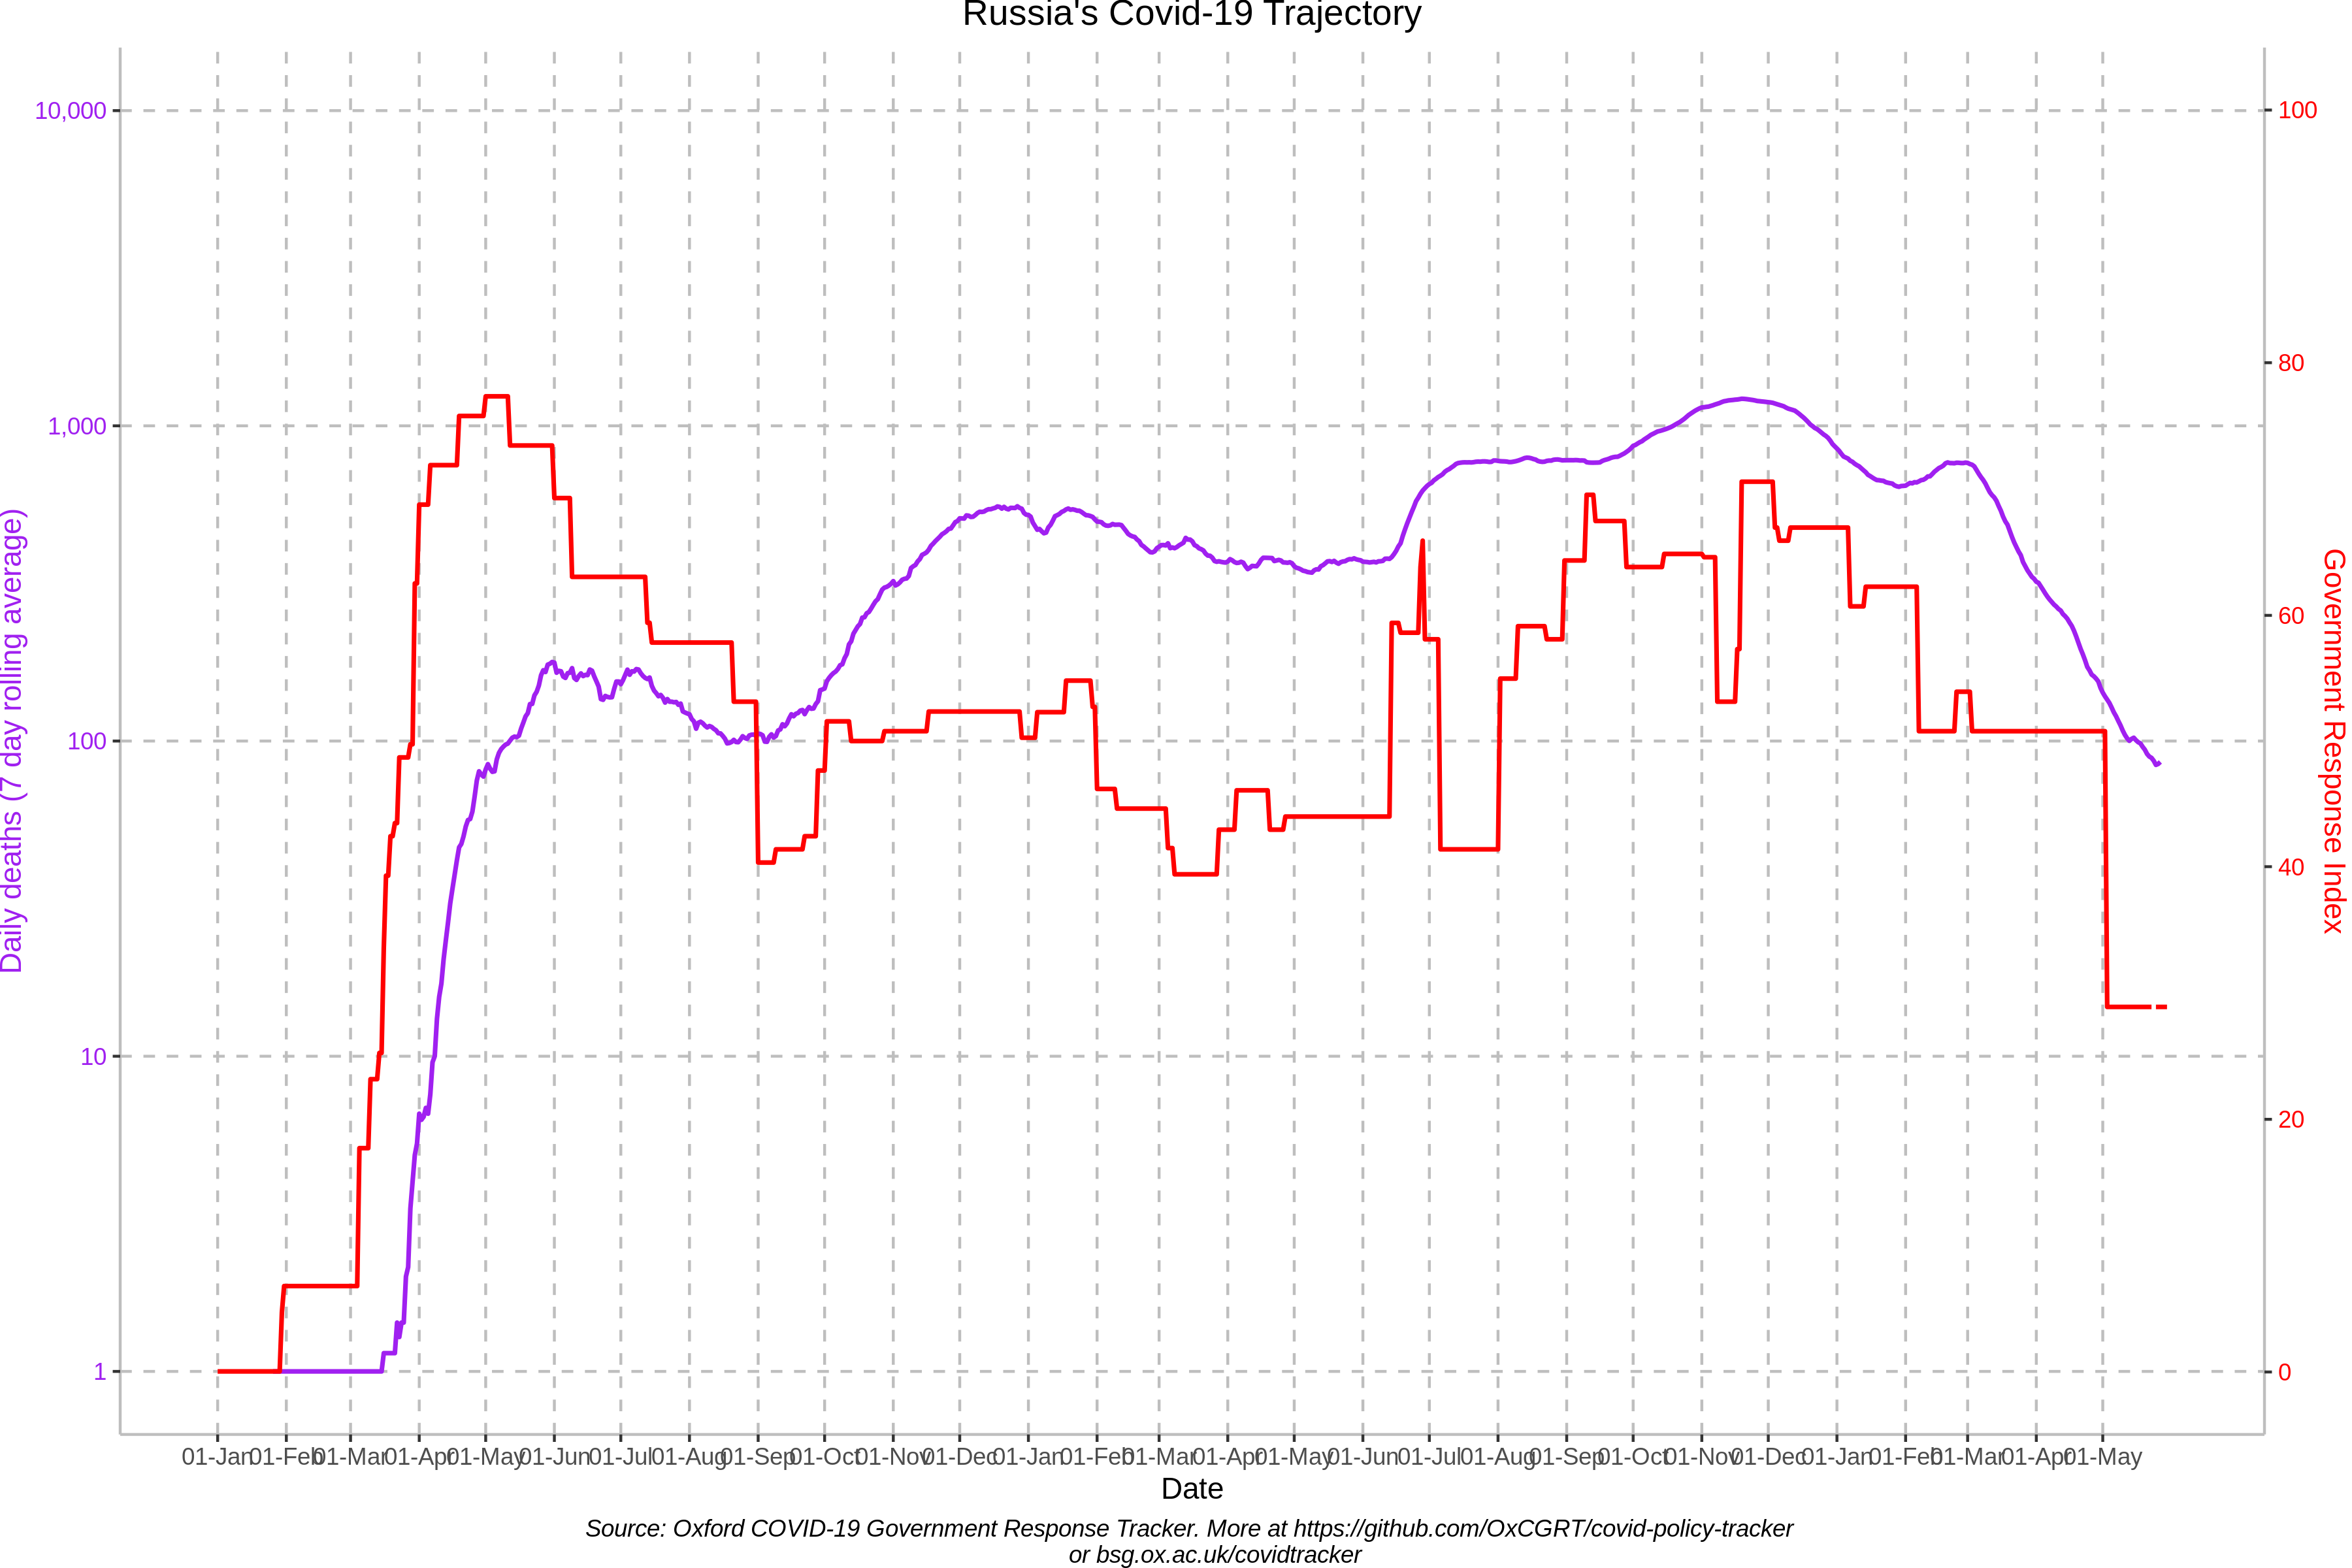 Russia's Covid-19 Trajectory
10,000
1,000
100
10
1
Daily deaths (7 day rolling average)
100
80
60
40
20
0
Government Response Index
01-Jan
01-Feb
01-Mar
01-Apr
01-May
01-Jun
01-Jul
01-Aug
01-Sep
01-Oct
01-Nov
01-Dec
01-Jan
01-Feb
01-Mar
01-Apr
01-May
01-Jun
01-Jul
01-Aug
01-Sep
01-Oct
01-Nov
01-Dec
01-Jan
01-Feb
01-Mar
01-Apr
01-May
Date
Source: Oxford COVID-19 Government Response Tracker. More at https://github.com/OxCGRT/covid-policy-tracker
or bsg.ox.ac.uk/covidtracker